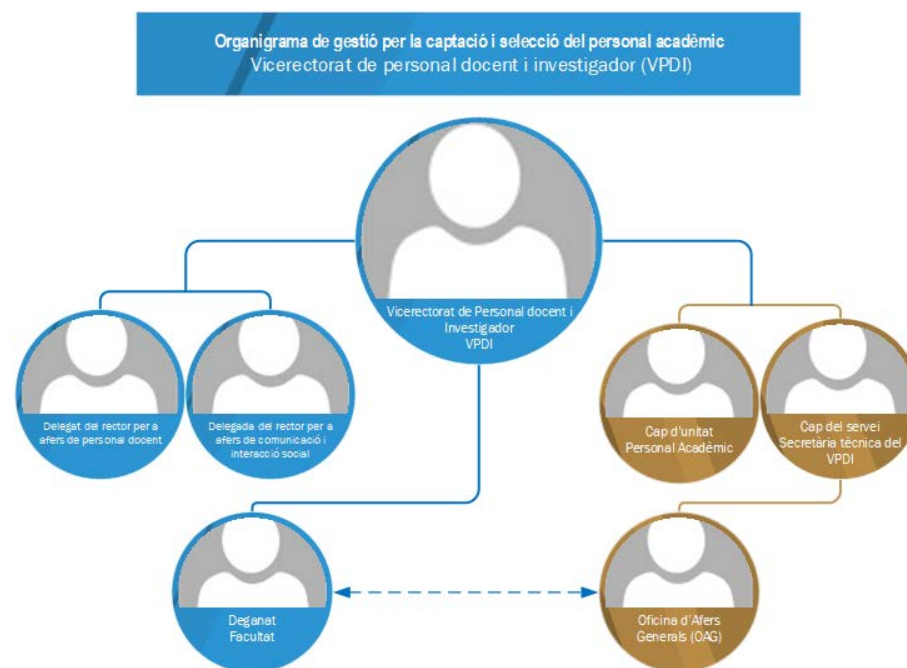 Organigrama de gestió per la captació i selecció del personal acadèmic
Vicerectorat de personal docent i investigador (VPDI)
Vicerectorat de Personal docent i
Investigador
VPDI
Delegat del rector per a
afers de personal docent
Delegada del rector per a
afers de comunicació i
interacció social
Cap d'unitat
Personal Acadèmic
Cap del servei
Secretària tècnica del
VPDI
Deganat
Facultat
Oficina d'Afers
Generals (OAG)